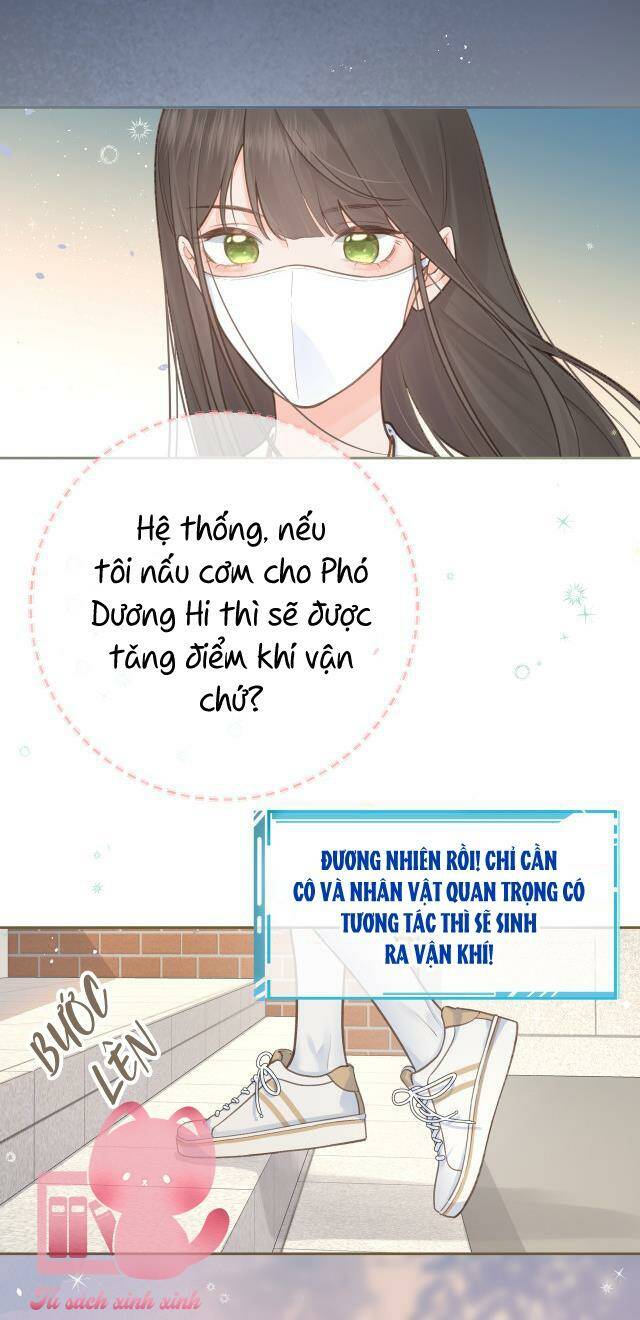 Hệ thống, nếu
tôi nấu cơm cho Phó
Dương Hi thì sẽ được
tăng điểm khí vận
chứ?
ĐƯƠNG NHIÊN RỒI! CHỈ CẦN
CÔ VÀ NHÂN VẬT QUAN TRỌNG CÓ
TƯƠNG TÁC THÌ SẼ SINH
RA VẬN KHÍ!
BƯỚC
LÊN
Tủ sách xinh xinh